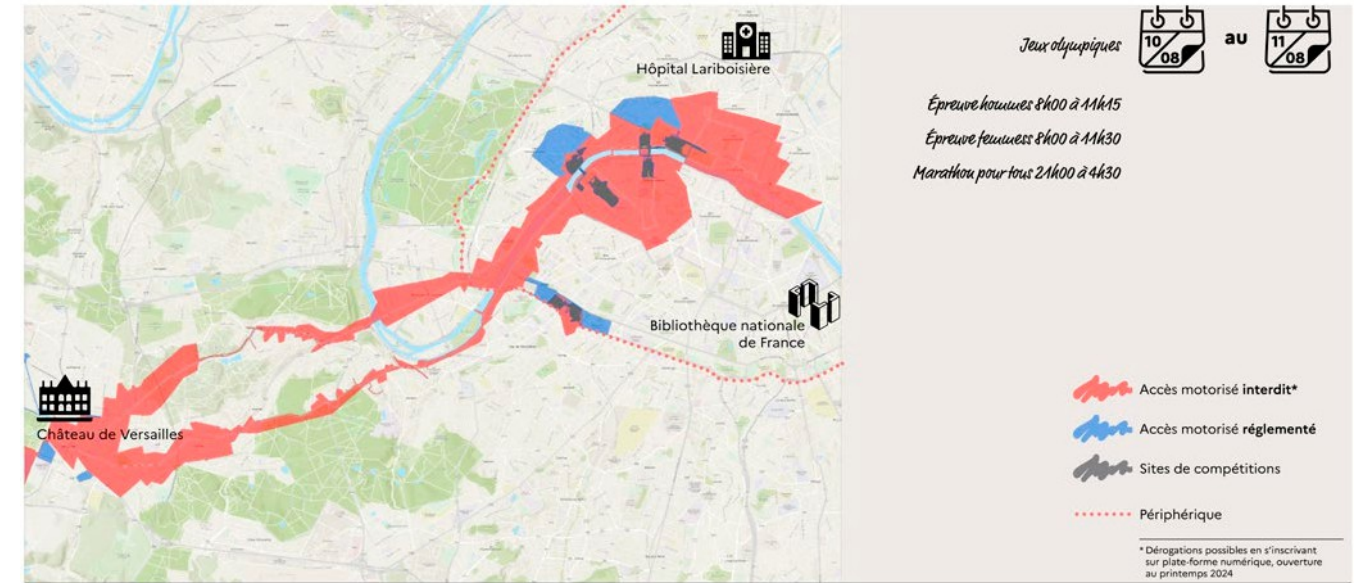 Hôpital Lariboisière
Bibliothèque nationale
de France
Château de Versailles
Jeux olympiques
10
08
au
11
08
Épreuve hommes 8h00 à 11h15
Épreuve femmess 8h00 à 11h30
Marathon pour tous 21h00 à 4h30
Accès motorisé interdit*
Accès motorisé réglementé
Sites de compétitions
Périphérique
* Dérogations possibles en s'inscrivant
sur plate-forme numérique, ouverture
au printemps 2024